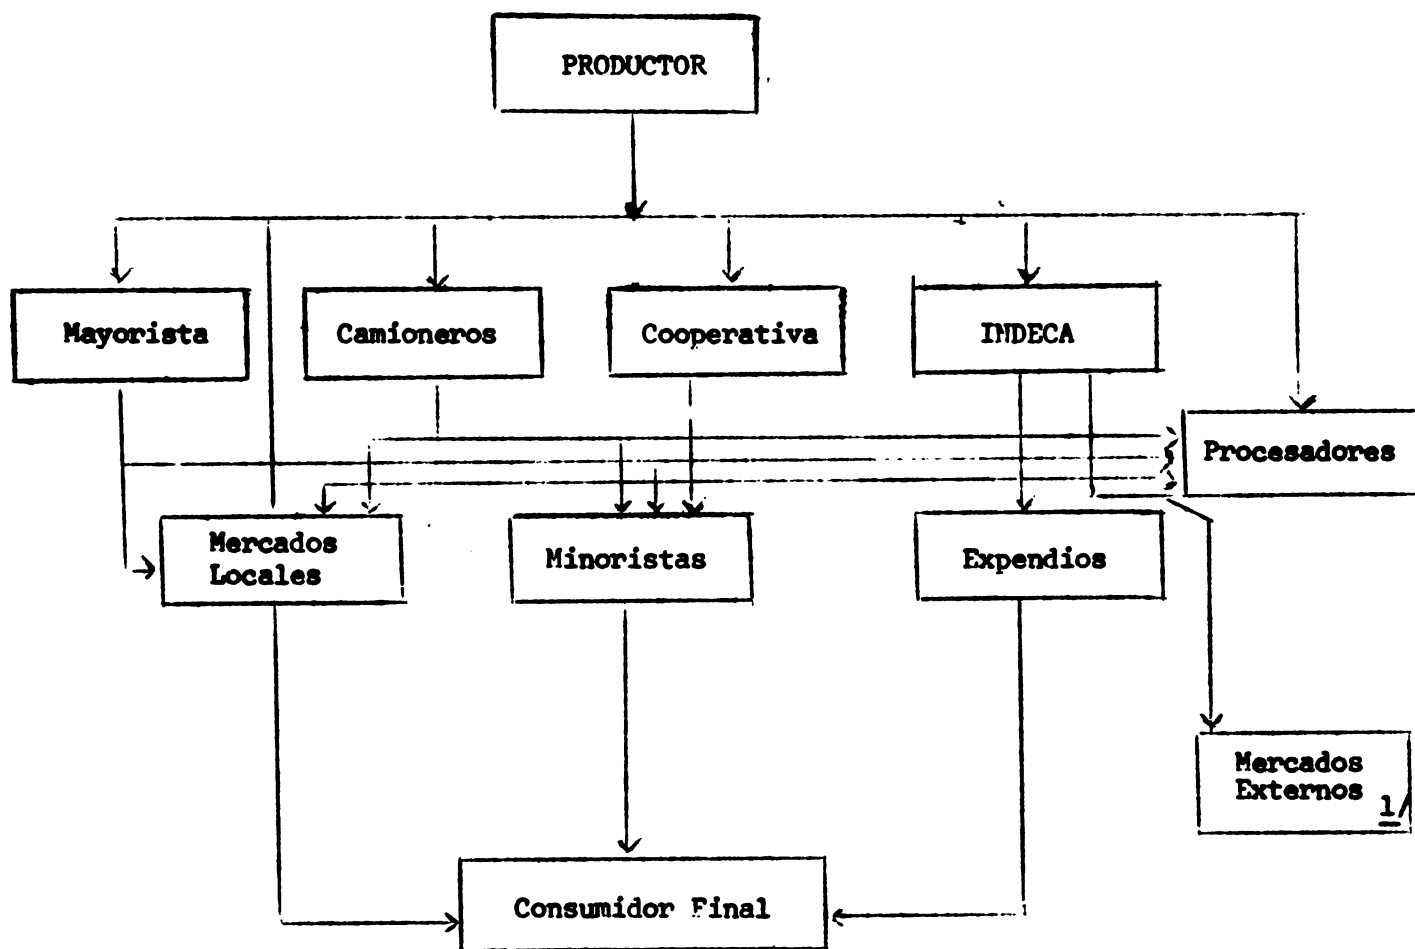 PRODUCTOR
Mayorista
Camioneros
Cooperativa
INDECA
Procesadores
Mercados
Locales
Minoristas
Expendios
Mercados
Externos 1/
Consumidor Final